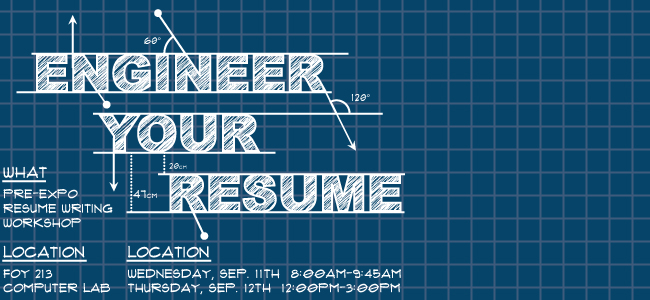 60°
ENGINEER
120°
YOUR
20cm
47cm
RESUME
WHAT
PRE-EXPO
RESUME WRITING
WORKSHOP
LOCATION
FOY 213
COMPUTER LAB
LOCATION
WEDNESDAY, SEP. 11TH 8:00AM-9:45AM
THURSDAY, SEP. 12TH 12:00PM-3:00PM